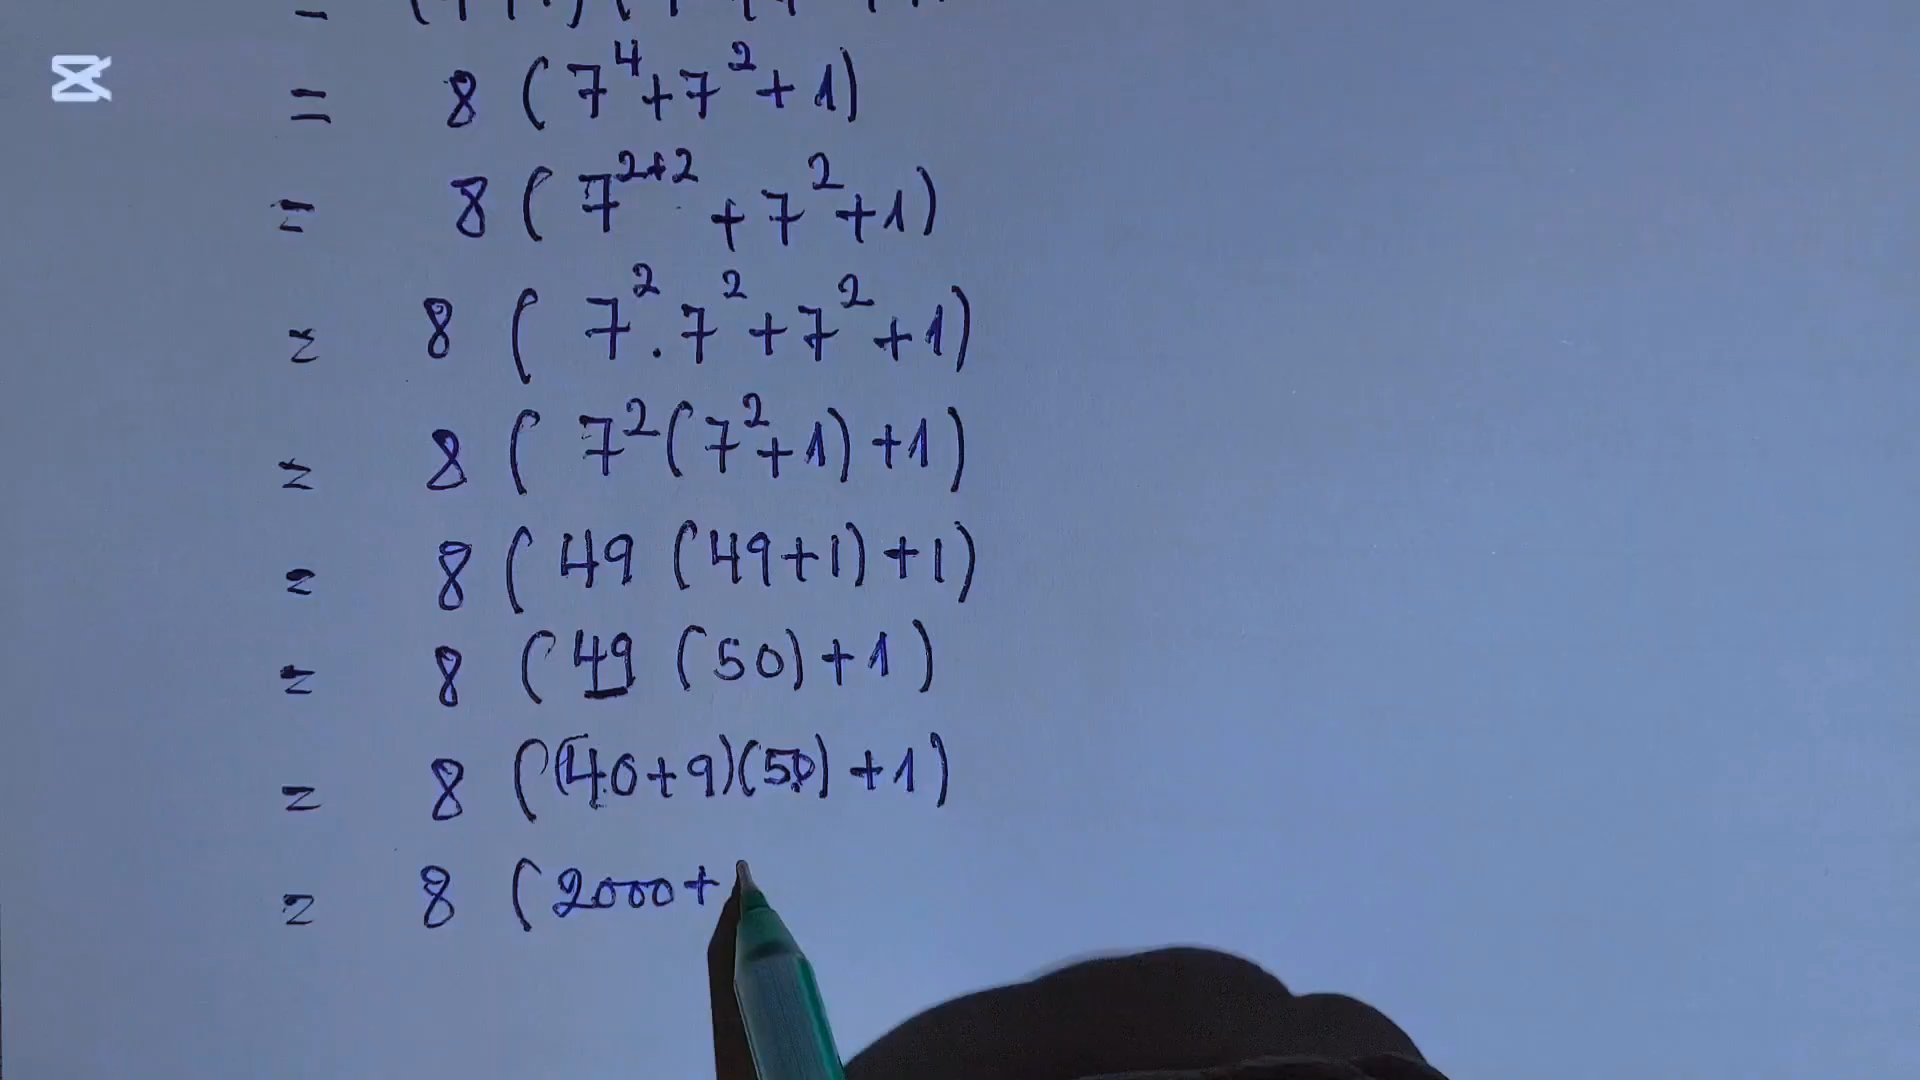 = 8 ( 7⁴ + 7² + 1)
= 8 ( 7²⁺² + 7² + 1)
= 8 ( 7² . 7² + 7² + 1)
= 8 ( 7² ( 7² + 1) + 1)
= 8 ( 49 ( 49 + 1) + 1)
= 8 ( 49 ( 50) + 1 )
= 8 ( (40 + 9)(50) + 1 )
= 8 ( 2000 +